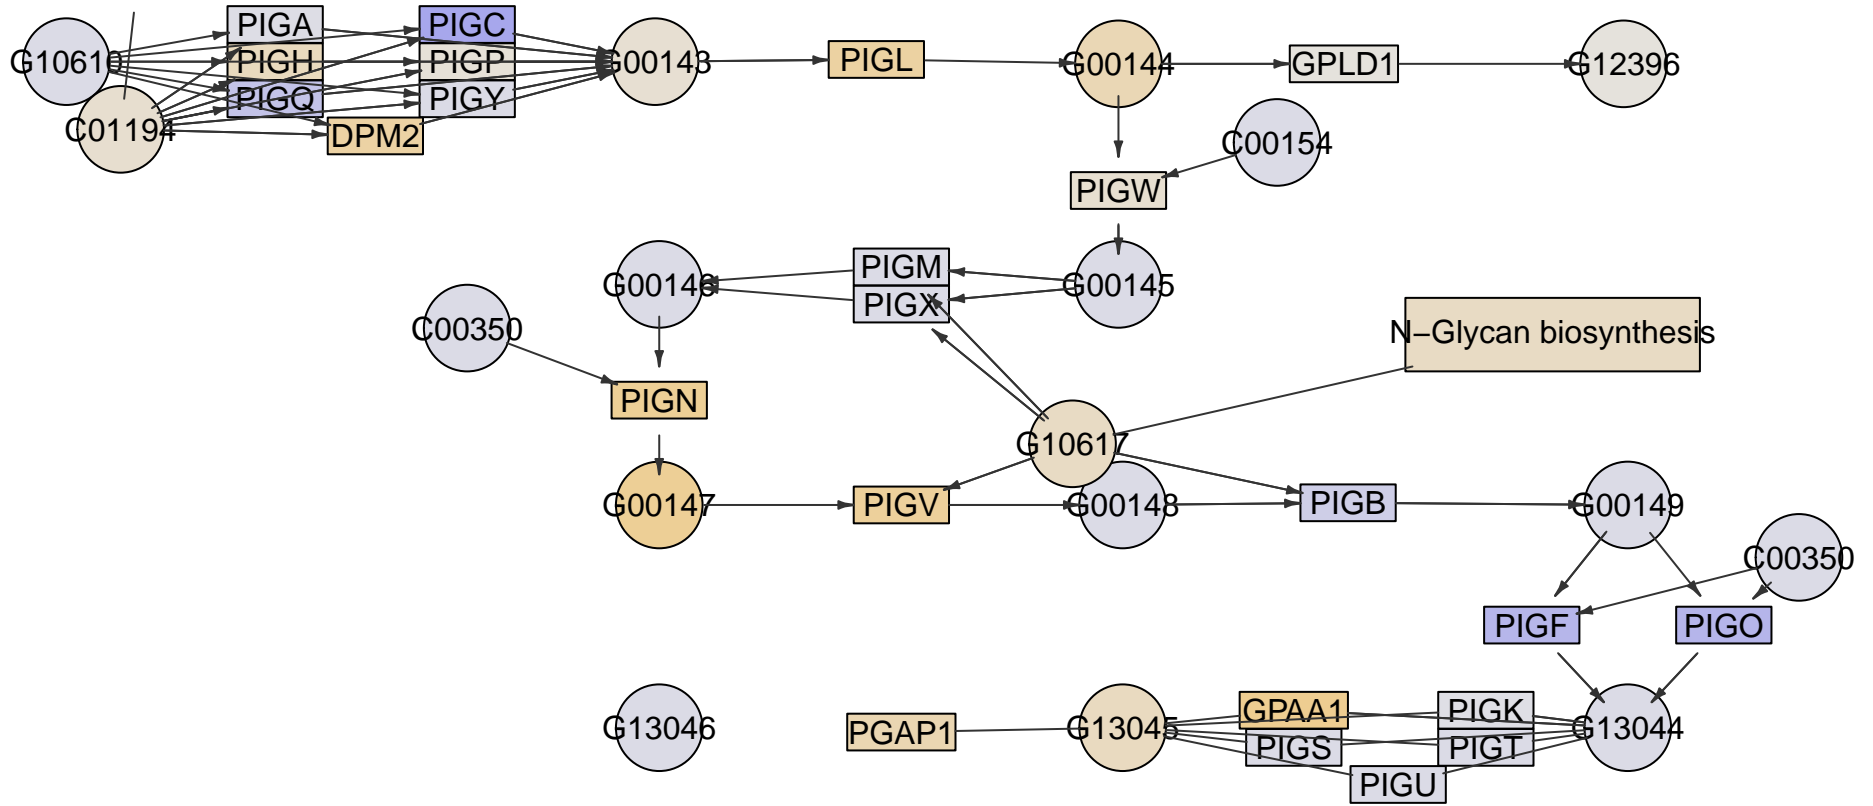 PIGA
PIGC
G10619
PIGH
PIGP
G00143
PIGL
G00144
GPLD1
G12396
PIGQ
PIGY
C01194
DPM2
C00154
PIGW
PIGM
G00146
G00145
PIGX
C00350
N−Glycan biosynthesis
PIGN
G10617
G00147
PIGV
G00148
PIGB
G00149
C00350
PIGF
PIGO
GPAA1
PIGK
G13046
PGAP1
G13045
G13044
PIGS
PIGT
PIGU